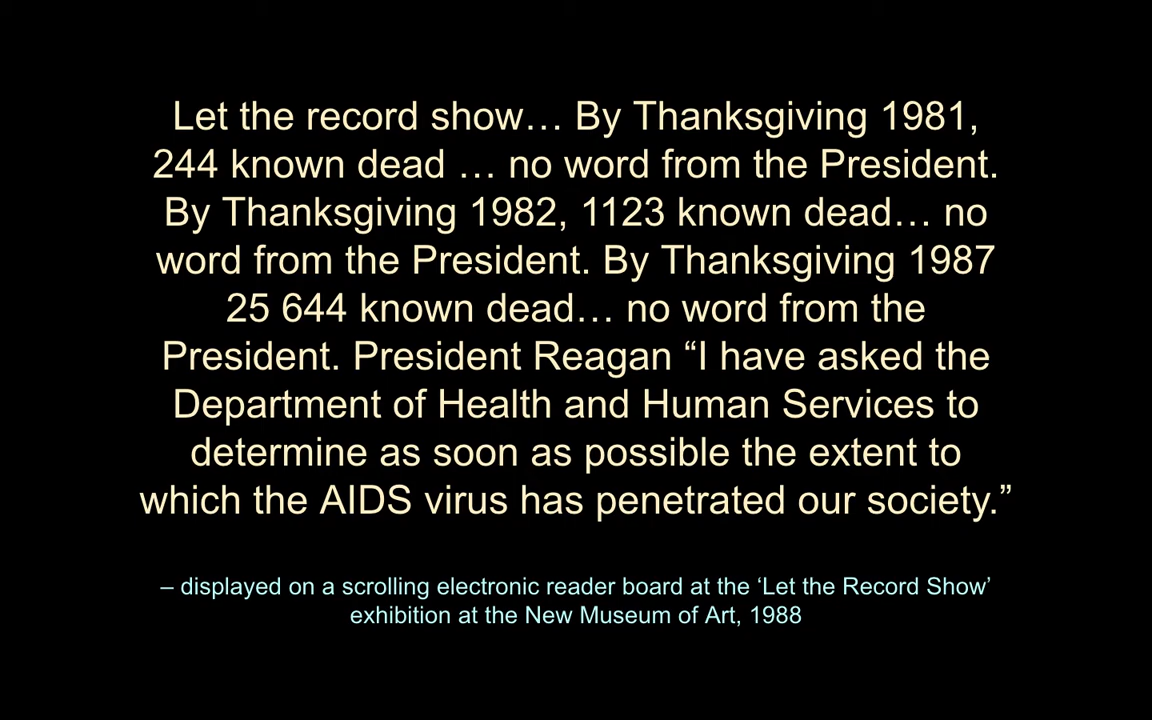 Let the record show… By Thanksgiving 1981,
244 known dead … no word from the President.
By Thanksgiving 1982, 1123 known dead… no
word from the President. By Thanksgiving 1987
25 644 known dead… no word from the
President. President Reagan “I have asked the
Department of Health and Human Services to
determine as soon as possible the extent to
which the AIDS virus has penetrated our society.”
– displayed on a scrolling electronic reader board at the ‘Let the Record Show’
exhibition at the New Museum of Art, 1988